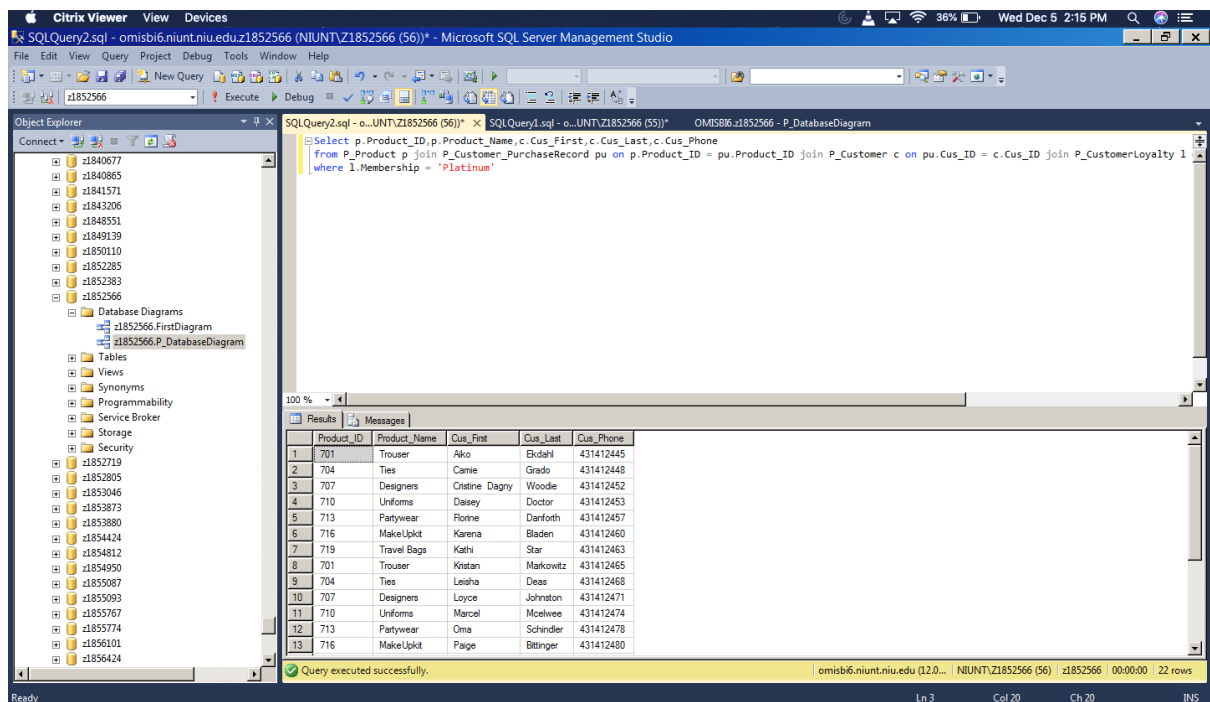 Citrix Viewer View Devices 36% Wed Dec 5 2:15 PM
SQLQuery2.sql - omisbi6.niunt.niu.edu.z1852566 (NIUNT\Z1852566 (56))* - Microsoft SQL Server Management Studio
File Edit View Query Project Debug Tools Window Help
New Query
z1852566 Execute Debug
Object Explorer
Connect
z1840677
z1840865
z1841571
z1843206
z1848551
z1849139
z1850110
z1852285
z1852383
z1852566
Database Diagrams
z1852566.FirstDiagram
z1852566.P_DatabaseDiagram
Tables
Views
Synonyms
Programmability
Service Broker
Storage
Security
z1852719
z1852805
z1853046
z1853873
z1853880
z1854424
z1854812
z1854950
z1855087
z1855093
z1855767
z1855774
z1856101
z1856424
SQLQuery2.sql - o...UNT\Z1852566 (56))* SQLQuery1.sql - o...UNT\Z1852566 (55))* OMISBI6.z1852566 - P_DatabaseDiagram
Select p.Product_ID,p.Product_Name,c.Cus_First,c.Cus_Last,c.Cus_Phone
from P_Product p join P_Customer_PurchaseRecord pu on p.Product_ID = pu.Product_ID join P_Customer c on pu.Cus_ID = c.Cus_ID join P_CustomerLoyalty l
where l.Membership = 'Platinum'
100 %
Results Messages
Product_ID Product_Name Cus_First Cus_Last Cus_Phone
1 701 Trouser Aiko Ekdahl 431412445
2 704 Ties Camie Grado 431412448
3 707 Designers Cristine Dagny Woodie 431412452
4 710 Uniforms Daisey Doctor 431412453
5 713 Partywear Florine Danforth 431412457
6 716 MakeUpkit Karena Bladen 431412460
7 719 Travel Bags Kathi Star 431412463
8 701 Trouser Kristan Markowitz 431412465
9 704 Ties Leisha Deas 431412468
10 707 Designers Loyce Johnston 431412471
11 710 Uniforms Marcel Mcelwee 431412474
12 713 Partywear Oma Schindler 431412478
13 716 MakeUpkit Paige Bittinger 431412480
Query executed successfully. omisbi6.niunt.niu.edu (12.0... NIUNT\Z1852566 (56) z1852566 00:00:00 22 rows
Ready Ln 3 Col 20 Ch 20 INS